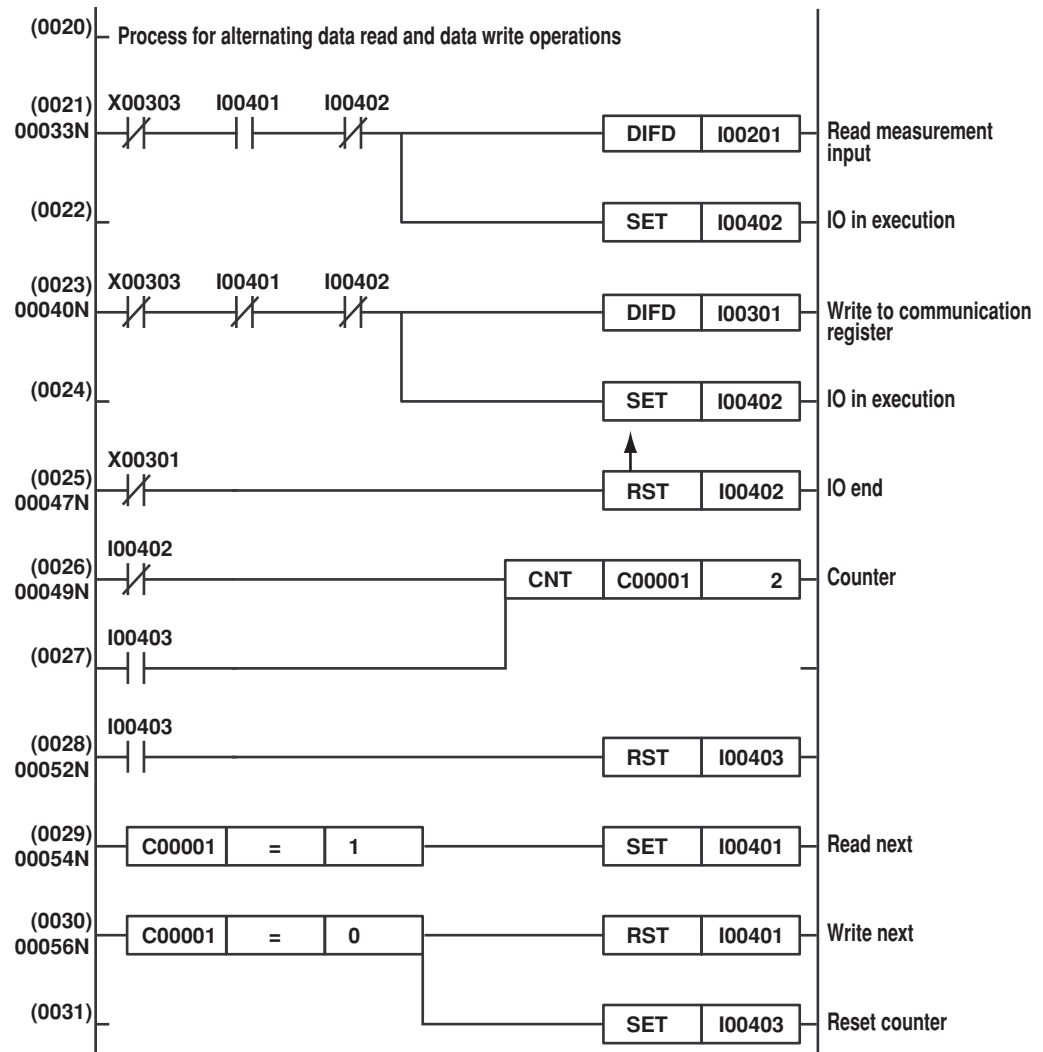 (0020) Process for alternating data read and data write operations
X00303 I00401 I00402
(0021)
00033N DIFD I00201 Read measurement
input
(0022) SET I00402 IO in execution
X00303 I00401 I00402
(0023)
00040N DIFD I00301 Write to communication
register
(0024) SET I00402 IO in execution
X00301
(0025)
00047N RST I00402 IO end
I00402
(0026)
00049N CNT C00001 2 Counter
I00403
(0027)
I00403
(0028)
00052N RST I00403
(0029)
00054N C00001 = 1 SET I00401 Read next
(0030)
00056N C00001 = 0 RST I00401 Write next
(0031) SET I00403 Reset counter